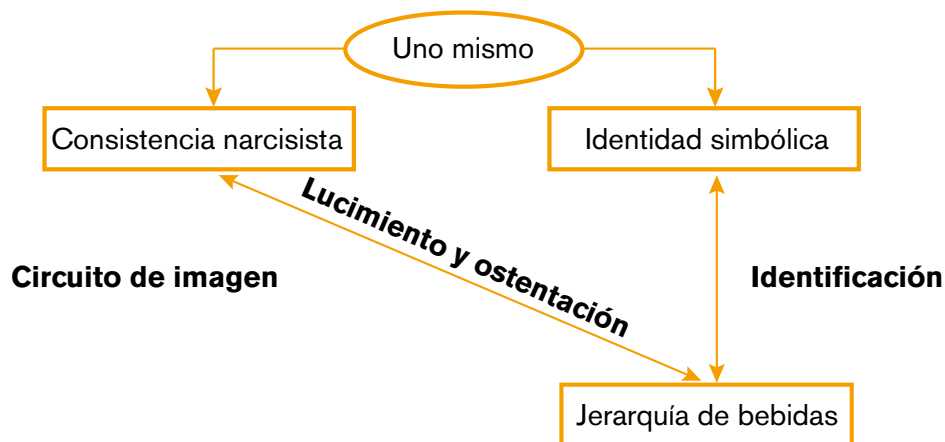 Uno mismo
Consistencia narcisista
Identidad simbólica
Lucimiento y ostentación
Circuito de imagen
Identificación
Jerarquía de bebidas